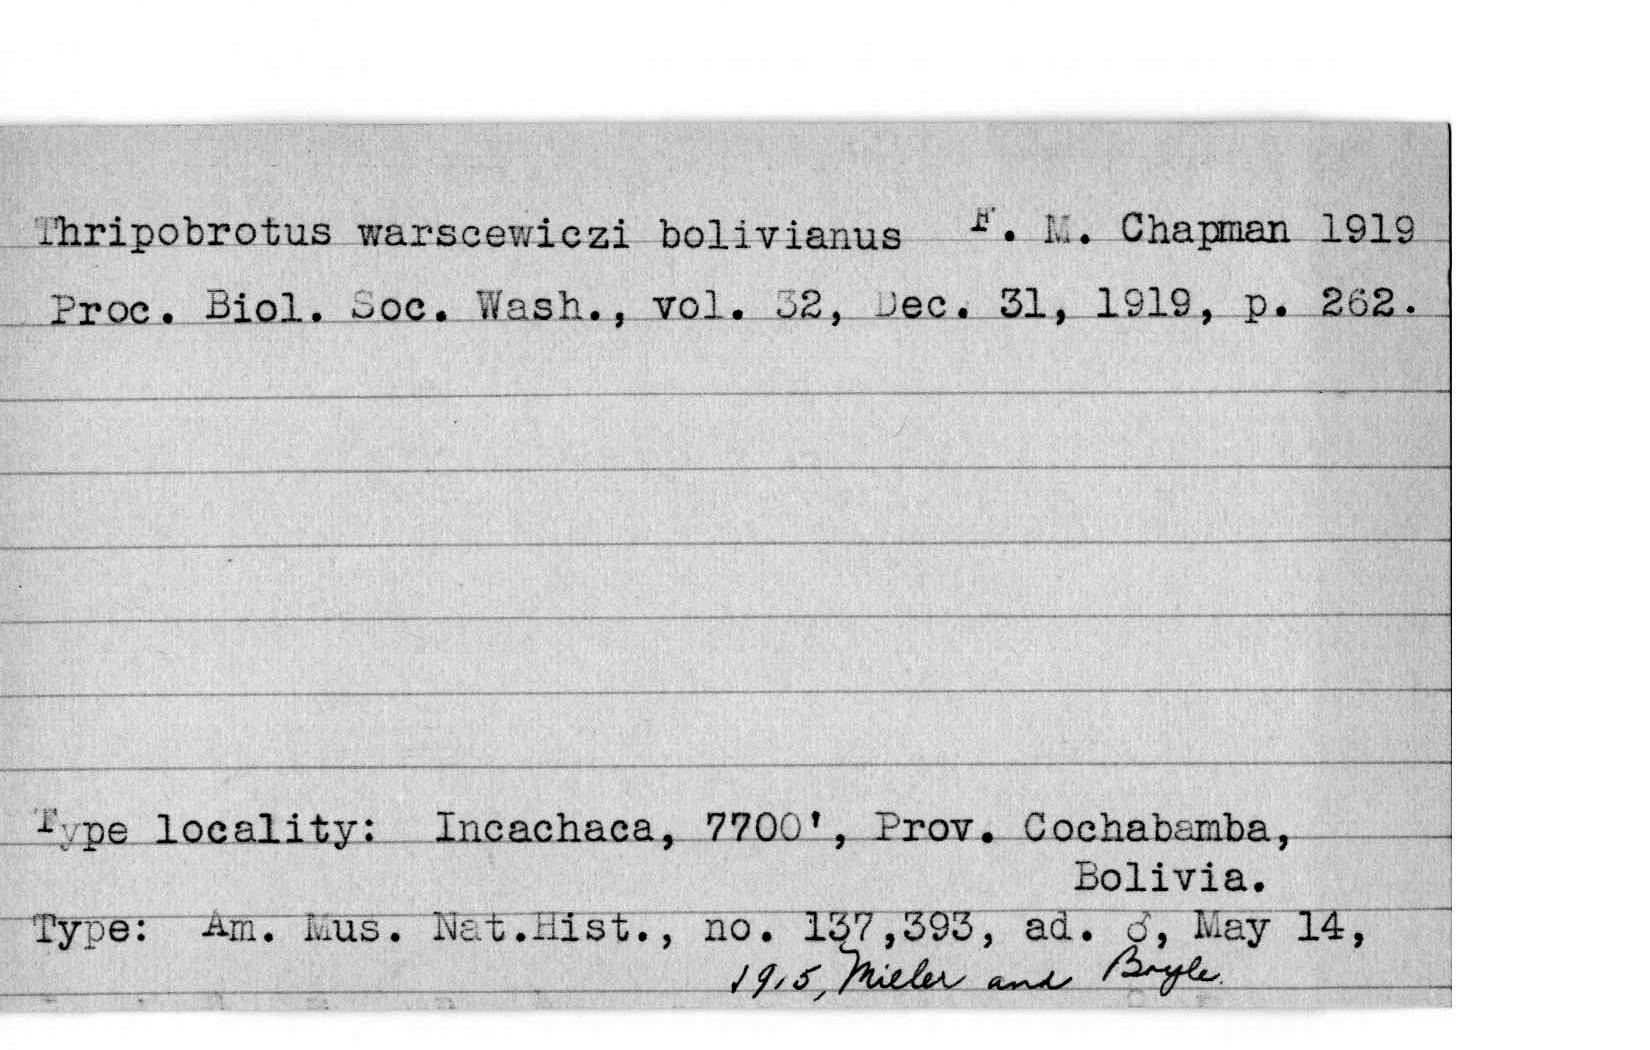 Thripobrotus warscewiczi bolivianus F. M. Chapman 1919
Proc. Biol. Soc. Wash., vol. 32, Dec. 31, 1919, p. 262.
Type locality: Incachaca, 7700', Prov. Cochabamba,
Bolivia.
Type: Am. Mus. Nat.Hist., no. 137,393, ad. ♂, May 14,
1915, Miller and Boyle.